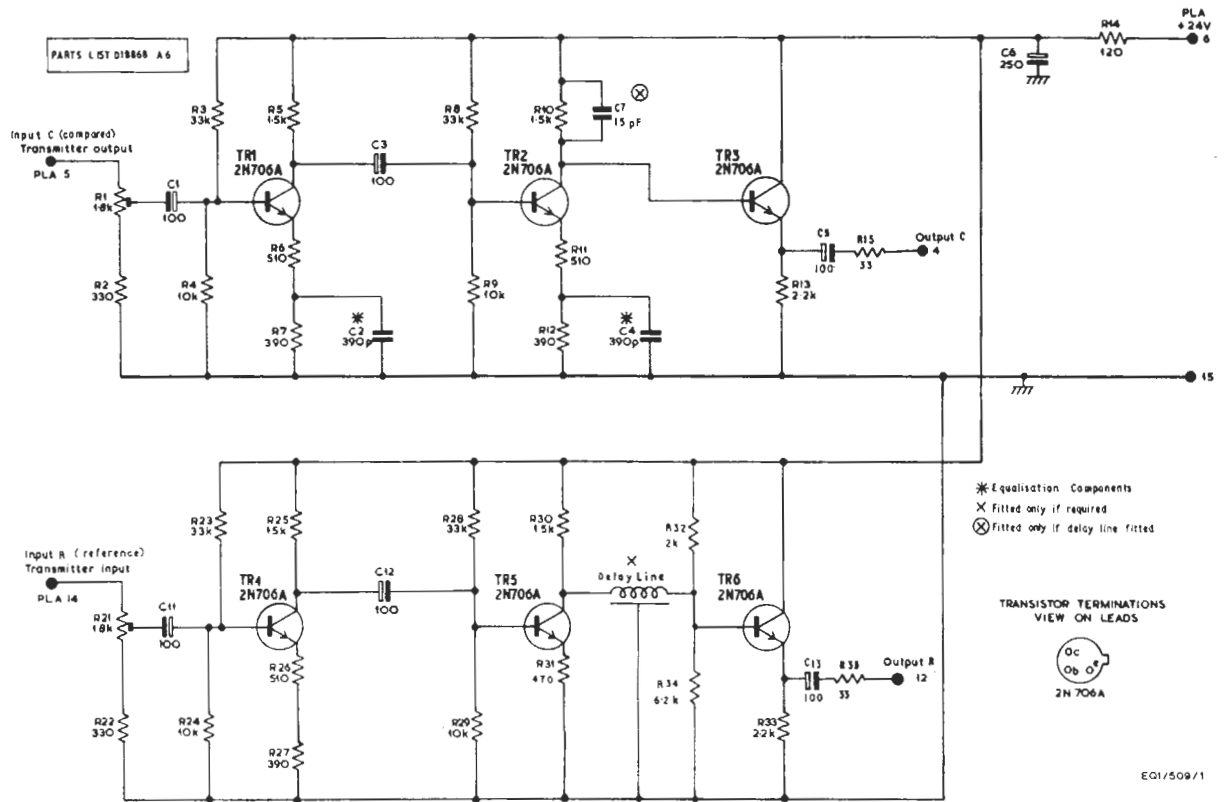 PARTS LIST D18868 A6
PLA
+24V
6
R14
120
C6
250
R3
33k
R5
1·5k
R8
33k
R10
1·5k
C7
15 pF
Input C (compared)
Transmitter output
PLA 5
TR1
2N706A
C3
100
TR2
2N706A
TR3
2N706A
R1
1·8k
C1
100
R6
510
R11
510
C5
100
R15
33
Output C
4
R2
330
R4
10k
R9
10k
R13
2·2k
R7
390
C2
390p
R12
390
C4
390p
15
R23
33k
R25
1·5k
R28
33k
R30
1·5k
R32
2k
Equalisation Components
Fitted only if required
Fitted only if delay line fitted
Input R (reference)
Transmitter input
PLA 14
TR4
2N706A
C12
100
TR5
2N706A
Delay Line
TR6
2N706A
R21
1·8k
C11
100
TRANSISTOR TERMINATIONS
VIEW ON LEADS
c
b
e
2N 706A
R26
510
R31
470
R34
6·2k
C13
100
R35
33
Output R
12
R22
330
R24
10k
R29
10k
R33
2·2k
R27
390
EQ1/509/1